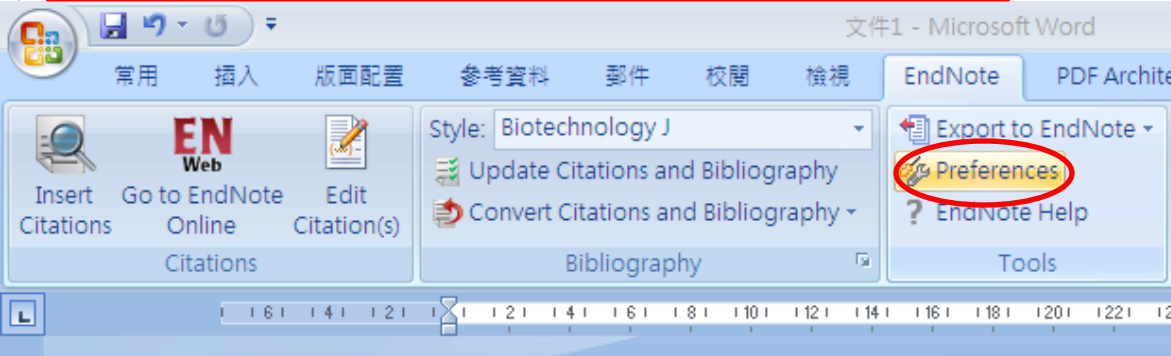 文件1 - Microsoft Word
常用 插入 版面配置 參考資料 郵件 校閱 檢視 EndNote PDF Archite
EN
Web
Insert
Citations
Go to EndNote
Online
Edit
Citation(s)
Citations
Style: Biotechnology J
Update Citations and Bibliography
Convert Citations and Bibliography
Bibliography
Export to EndNote
Preferences
EndNote Help
Tools
L
6 4 2 2 4 6 8 10 12 14 16 18 20 22